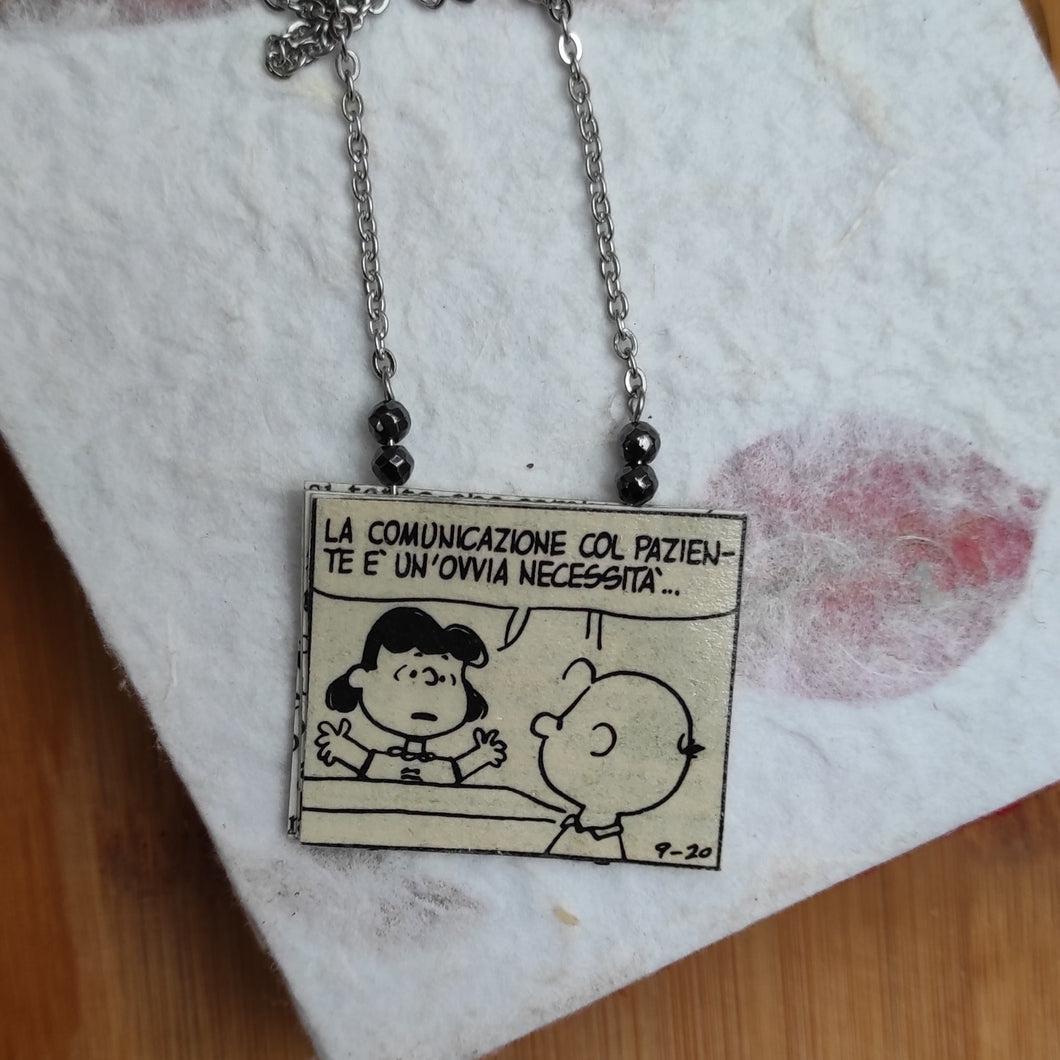 LA COMUNICAZIONE COL PAZIEN-
TE E` UN'OVVIA NECESSITA`...
9-20